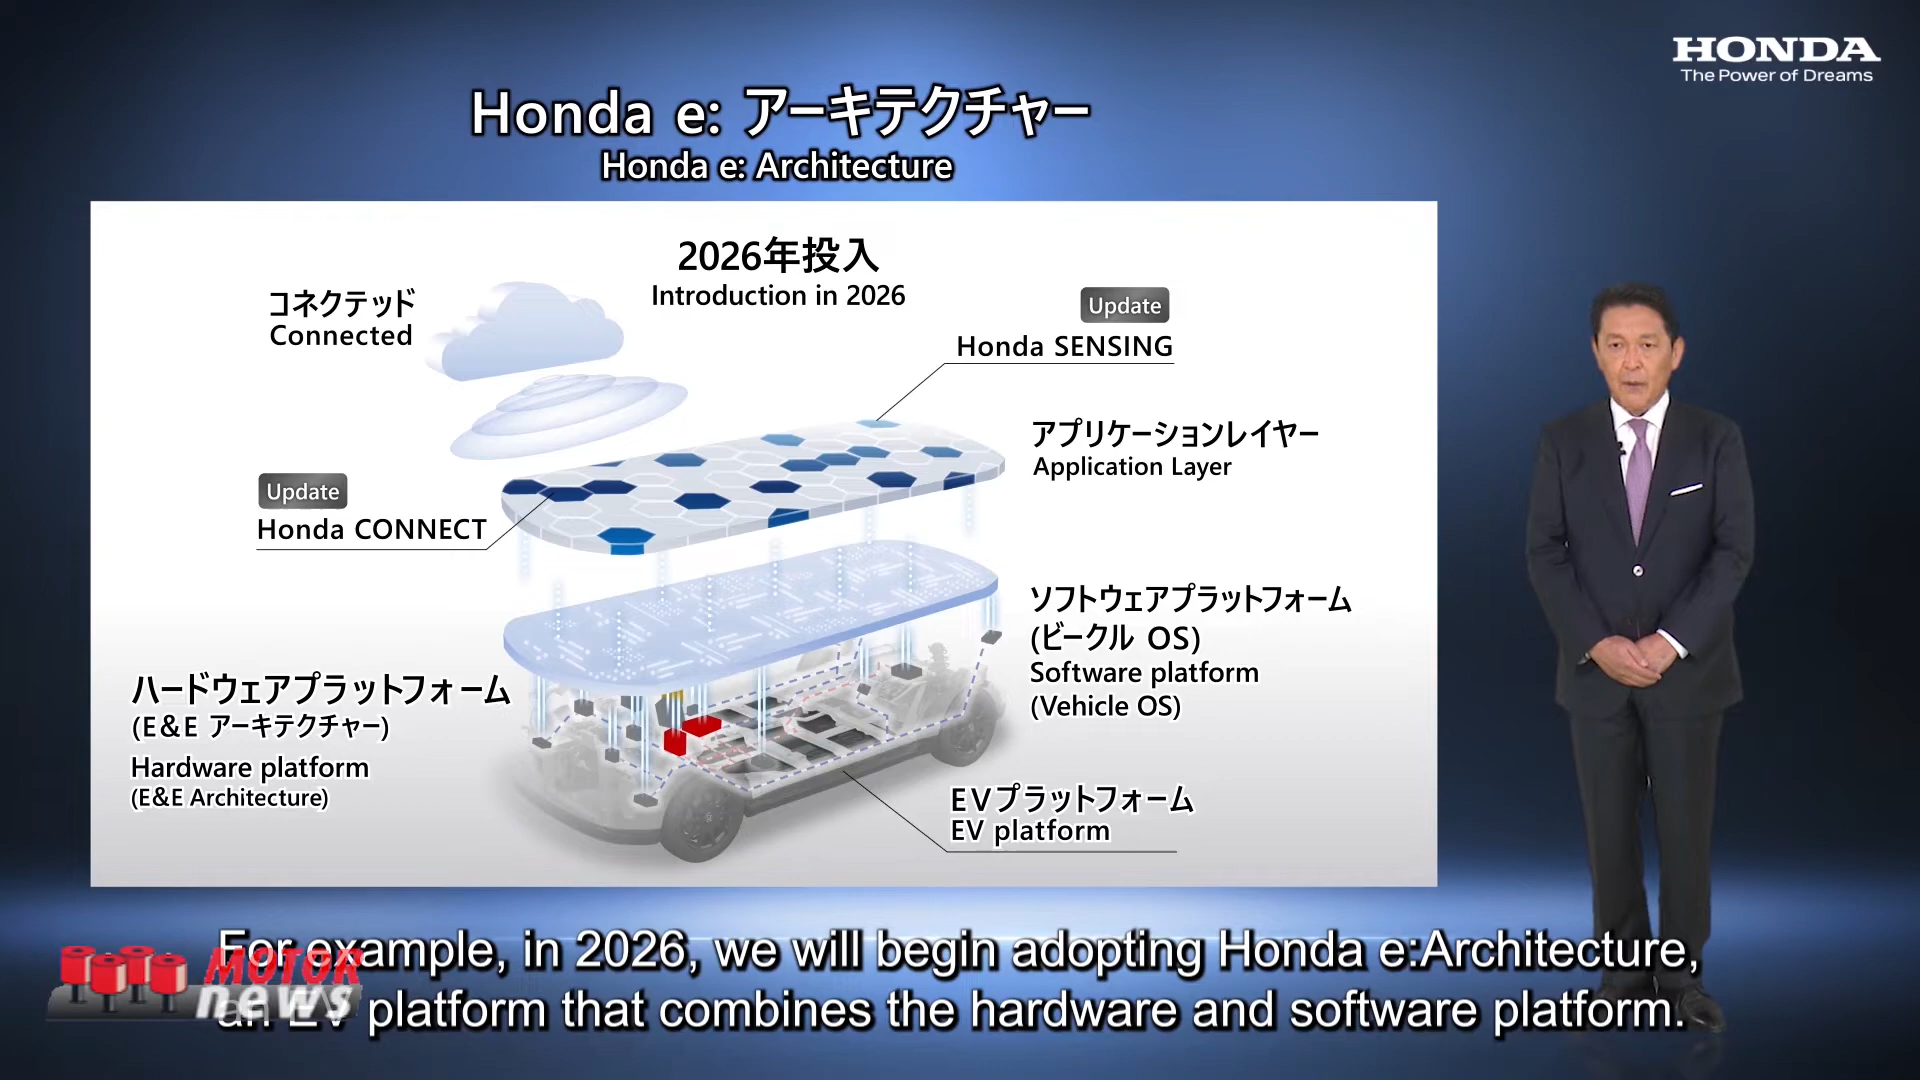 HONDA
The Power of Dreams
Honda e: アーキテクチャー
Honda e: Architecture
2026年投入
Introduction in 2026
コネクテッド
Connected
Update
Honda SENSING
アプリケーションレイヤー
Application Layer
Update
Honda CONNECT
ソフトウェアプラットフォーム
(ビークル OS)
Software platform
(Vehicle OS)
ハードウェアプラットフォーム
(E&E アーキテクチャー)
Hardware platform
(E&E Architecture)
EVプラットフォーム
EV platform
For example, in 2026, we will begin adopting Honda e:Architecture,
an EV platform that combines the hardware and software platform.
MOTOR
news